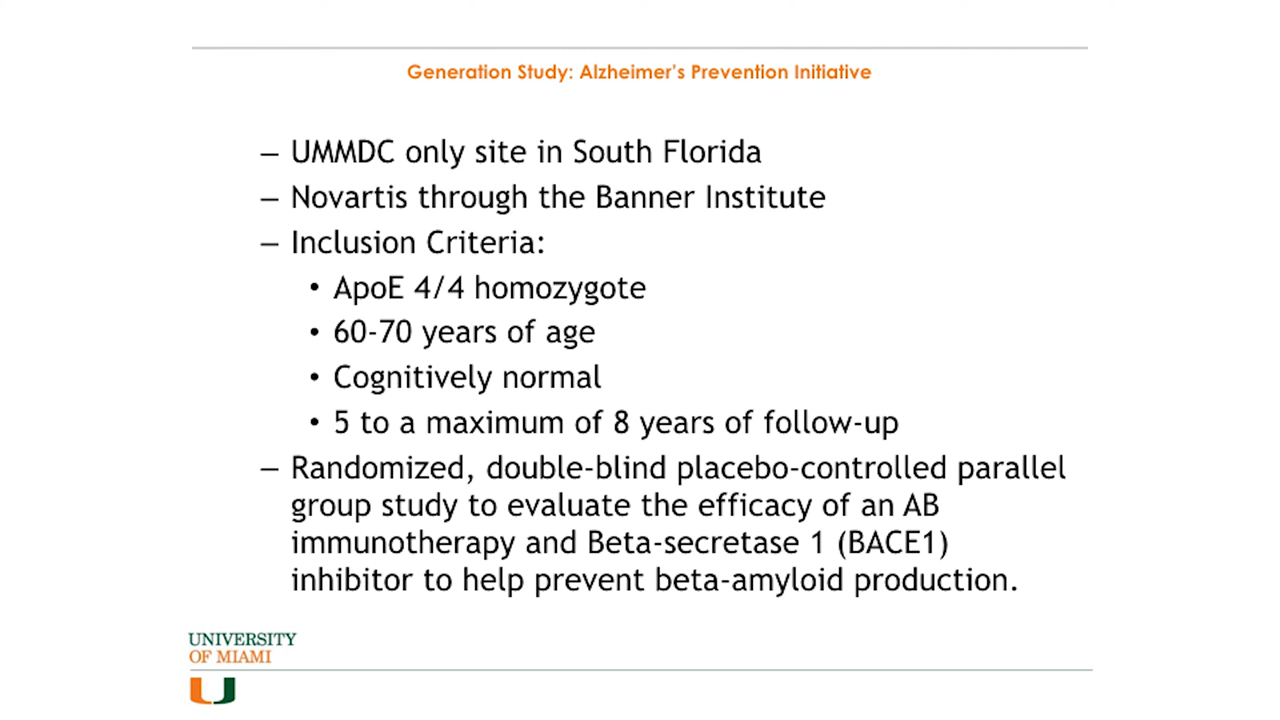 Generation Study: Alzheimer's Prevention Initiative
– UMMDC only site in South Florida
– Novartis through the Banner Institute
– Inclusion Criteria:
• ApoE 4/4 homozygote
• 60-70 years of age
• Cognitively normal
• 5 to a maximum of 8 years of follow-up
– Randomized, double-blind placebo-controlled parallel
group study to evaluate the efficacy of an AB
immunotherapy and Beta-secretase 1 (BACE1)
inhibitor to help prevent beta-amyloid production.
UNIVERSITY
OF MIAMI
U